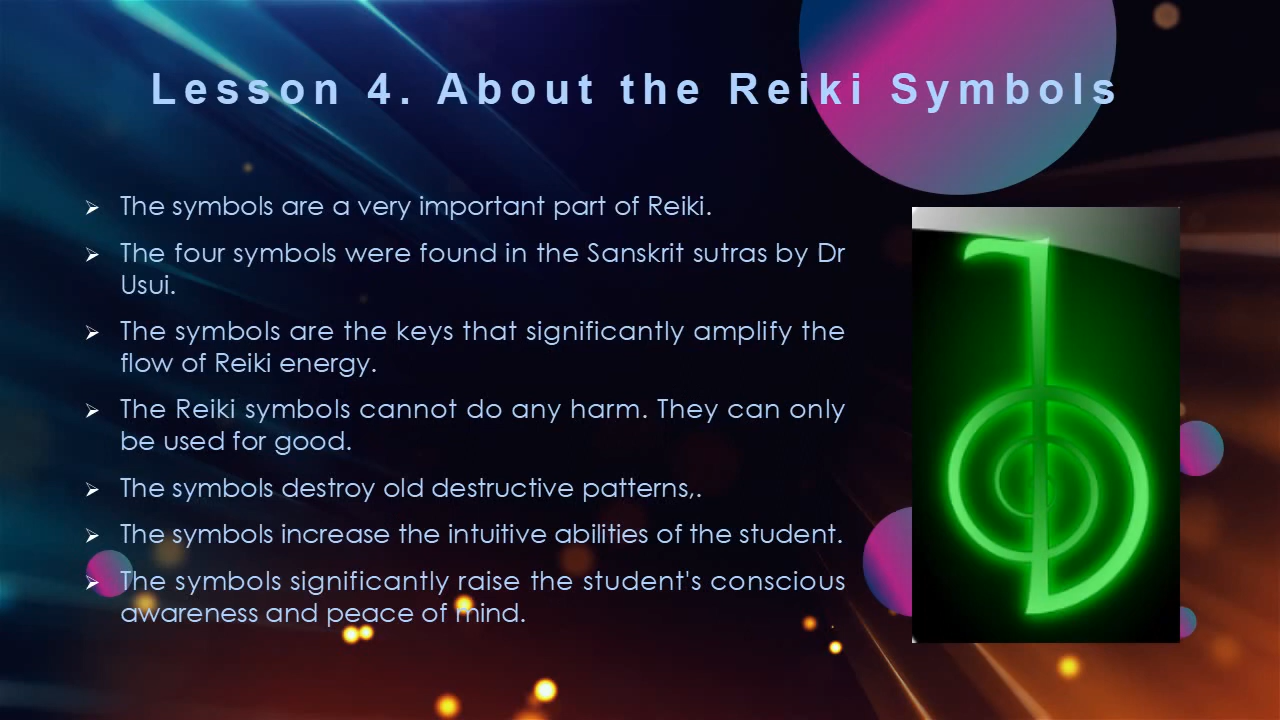 Lesson 4. About the Reiki Symbols
The symbols are a very important part of Reiki.
The four symbols were found in the Sanskrit sutras by Dr
Usui.
The symbols are the keys that significantly amplify the
flow of Reiki energy.
The Reiki symbols cannot do any harm. They can only
be used for good.
The symbols destroy old destructive patterns,.
The symbols increase the intuitive abilities of the student.
The symbols significantly raise the student's conscious
awareness and peace of mind.